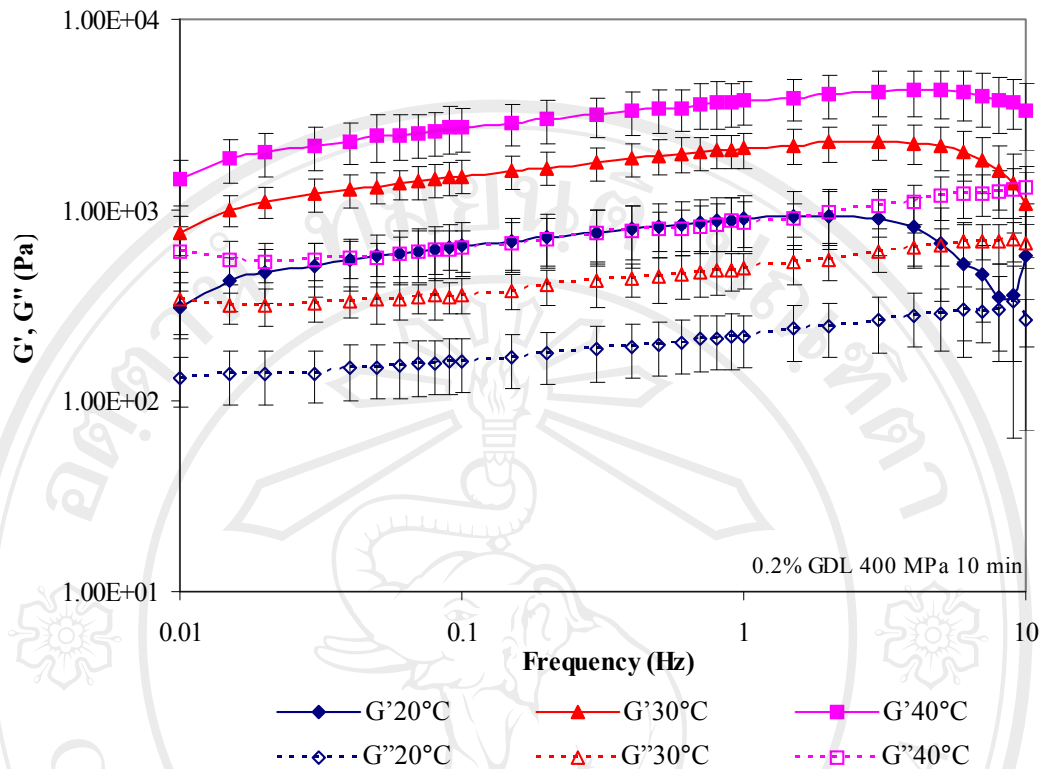 1.00E+04
1.00E+03
1.00E+02
1.00E+01
G', G'' (Pa)
0.2% GDL 400 MPa 10 min
0.01 0.1 1 10
Frequency (Hz)
G’20°C G’30°C G’40°C
G’’20°C G’’30°C G’’40°C